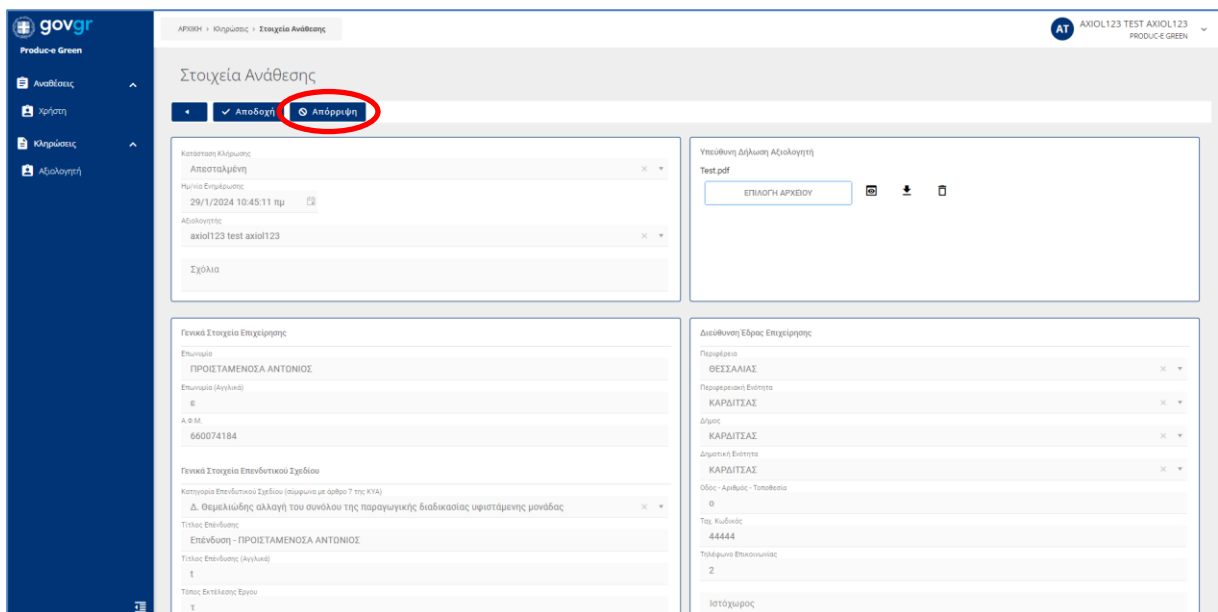 govgr
Produc-e Green
Αναθέσεις
Χρήστη
Κληρώσεις
Αξιολογητή
ΑΡΧΙΚΗ › Κληρώσεις › Στοιχεία Ανάθεσης
AT
AXIOL123 TEST AXIOL123
PRODUC-E GREEN
Στοιχεία Ανάθεσης
Αποδοχή
Απόρριψη
Κατάσταση Κλήρωσης
Απεσταλμένη
Ημ/νία Ενημέρωσης
29/1/2024 10:45:11 πμ
Αξιολογητής
axiol123 test axiol123
Σχόλια
Υπεύθυνη Δήλωση Αξιολογητή
Test.pdf
ΕΠΙΛΟΓΗ ΑΡΧΕΙΟΥ
Γενικά Στοιχεία Επιχείρησης
Επωνυμία
ΠΡΟΙΣΤΑΜΕΝΟΣΑ ΑΝΤΩΝΙΟΣ
Επωνυμία (Αγγλικά)
ε
Α.Φ.Μ.
660074184
Γενικά Στοιχεία Επενδυτικού Σχεδίου
Κατηγορία Επενδυτικού Σχεδίου (σύμφωνα με άρθρο 7 της ΚΥΑ)
Δ. Θεμελιώδης αλλαγή του συνόλου της παραγωγικής διαδικασίας υφιστάμενης μονάδας
Τίτλος Επένδυσης
Επένδυση - ΠΡΟΙΣΤΑΜΕΝΟΣΑ ΑΝΤΩΝΙΟΣ
Τίτλος Επένδυσης (Αγγλικά)
t
Τόπος Εκτέλεσης Έργου
τ
Διεύθυνση Έδρας Επιχείρησης
Περιφέρεια
ΘΕΣΣΑΛΙΑΣ
Περιφερειακή Ενότητα
ΚΑΡΔΙΤΣΑΣ
Δήμος
ΚΑΡΔΙΤΣΑΣ
Δημοτική Ενότητα
ΚΑΡΔΙΤΣΑΣ
Οδός - Αριθμός - Τοποθεσία
ο
Ταχ. Κωδικός
44444
Τηλέφωνο Επικοινωνίας
2
Ιστόχωρος